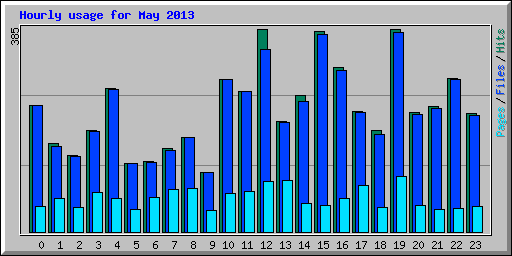 Hourly usage for May 2013
385
Pages/Files/Hits
0 1 2 3 4 5 6 7 8 9 10 11 12 13 14 15 16 17 18 19 20 21 22 23